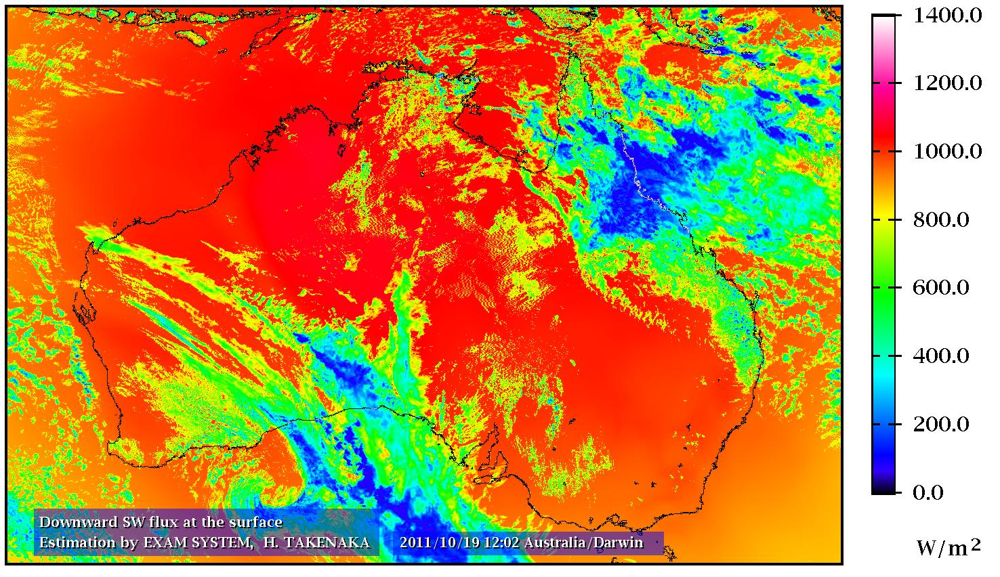 1400.0
1200.0
1000.0
800.0
600.0
400.0
200.0
0.0
W/m²
Downward SW flux at the surface
Estimation by EXAM SYSTEM, H. TAKENAKA
2011/10/19 12:02 Australia/Darwin